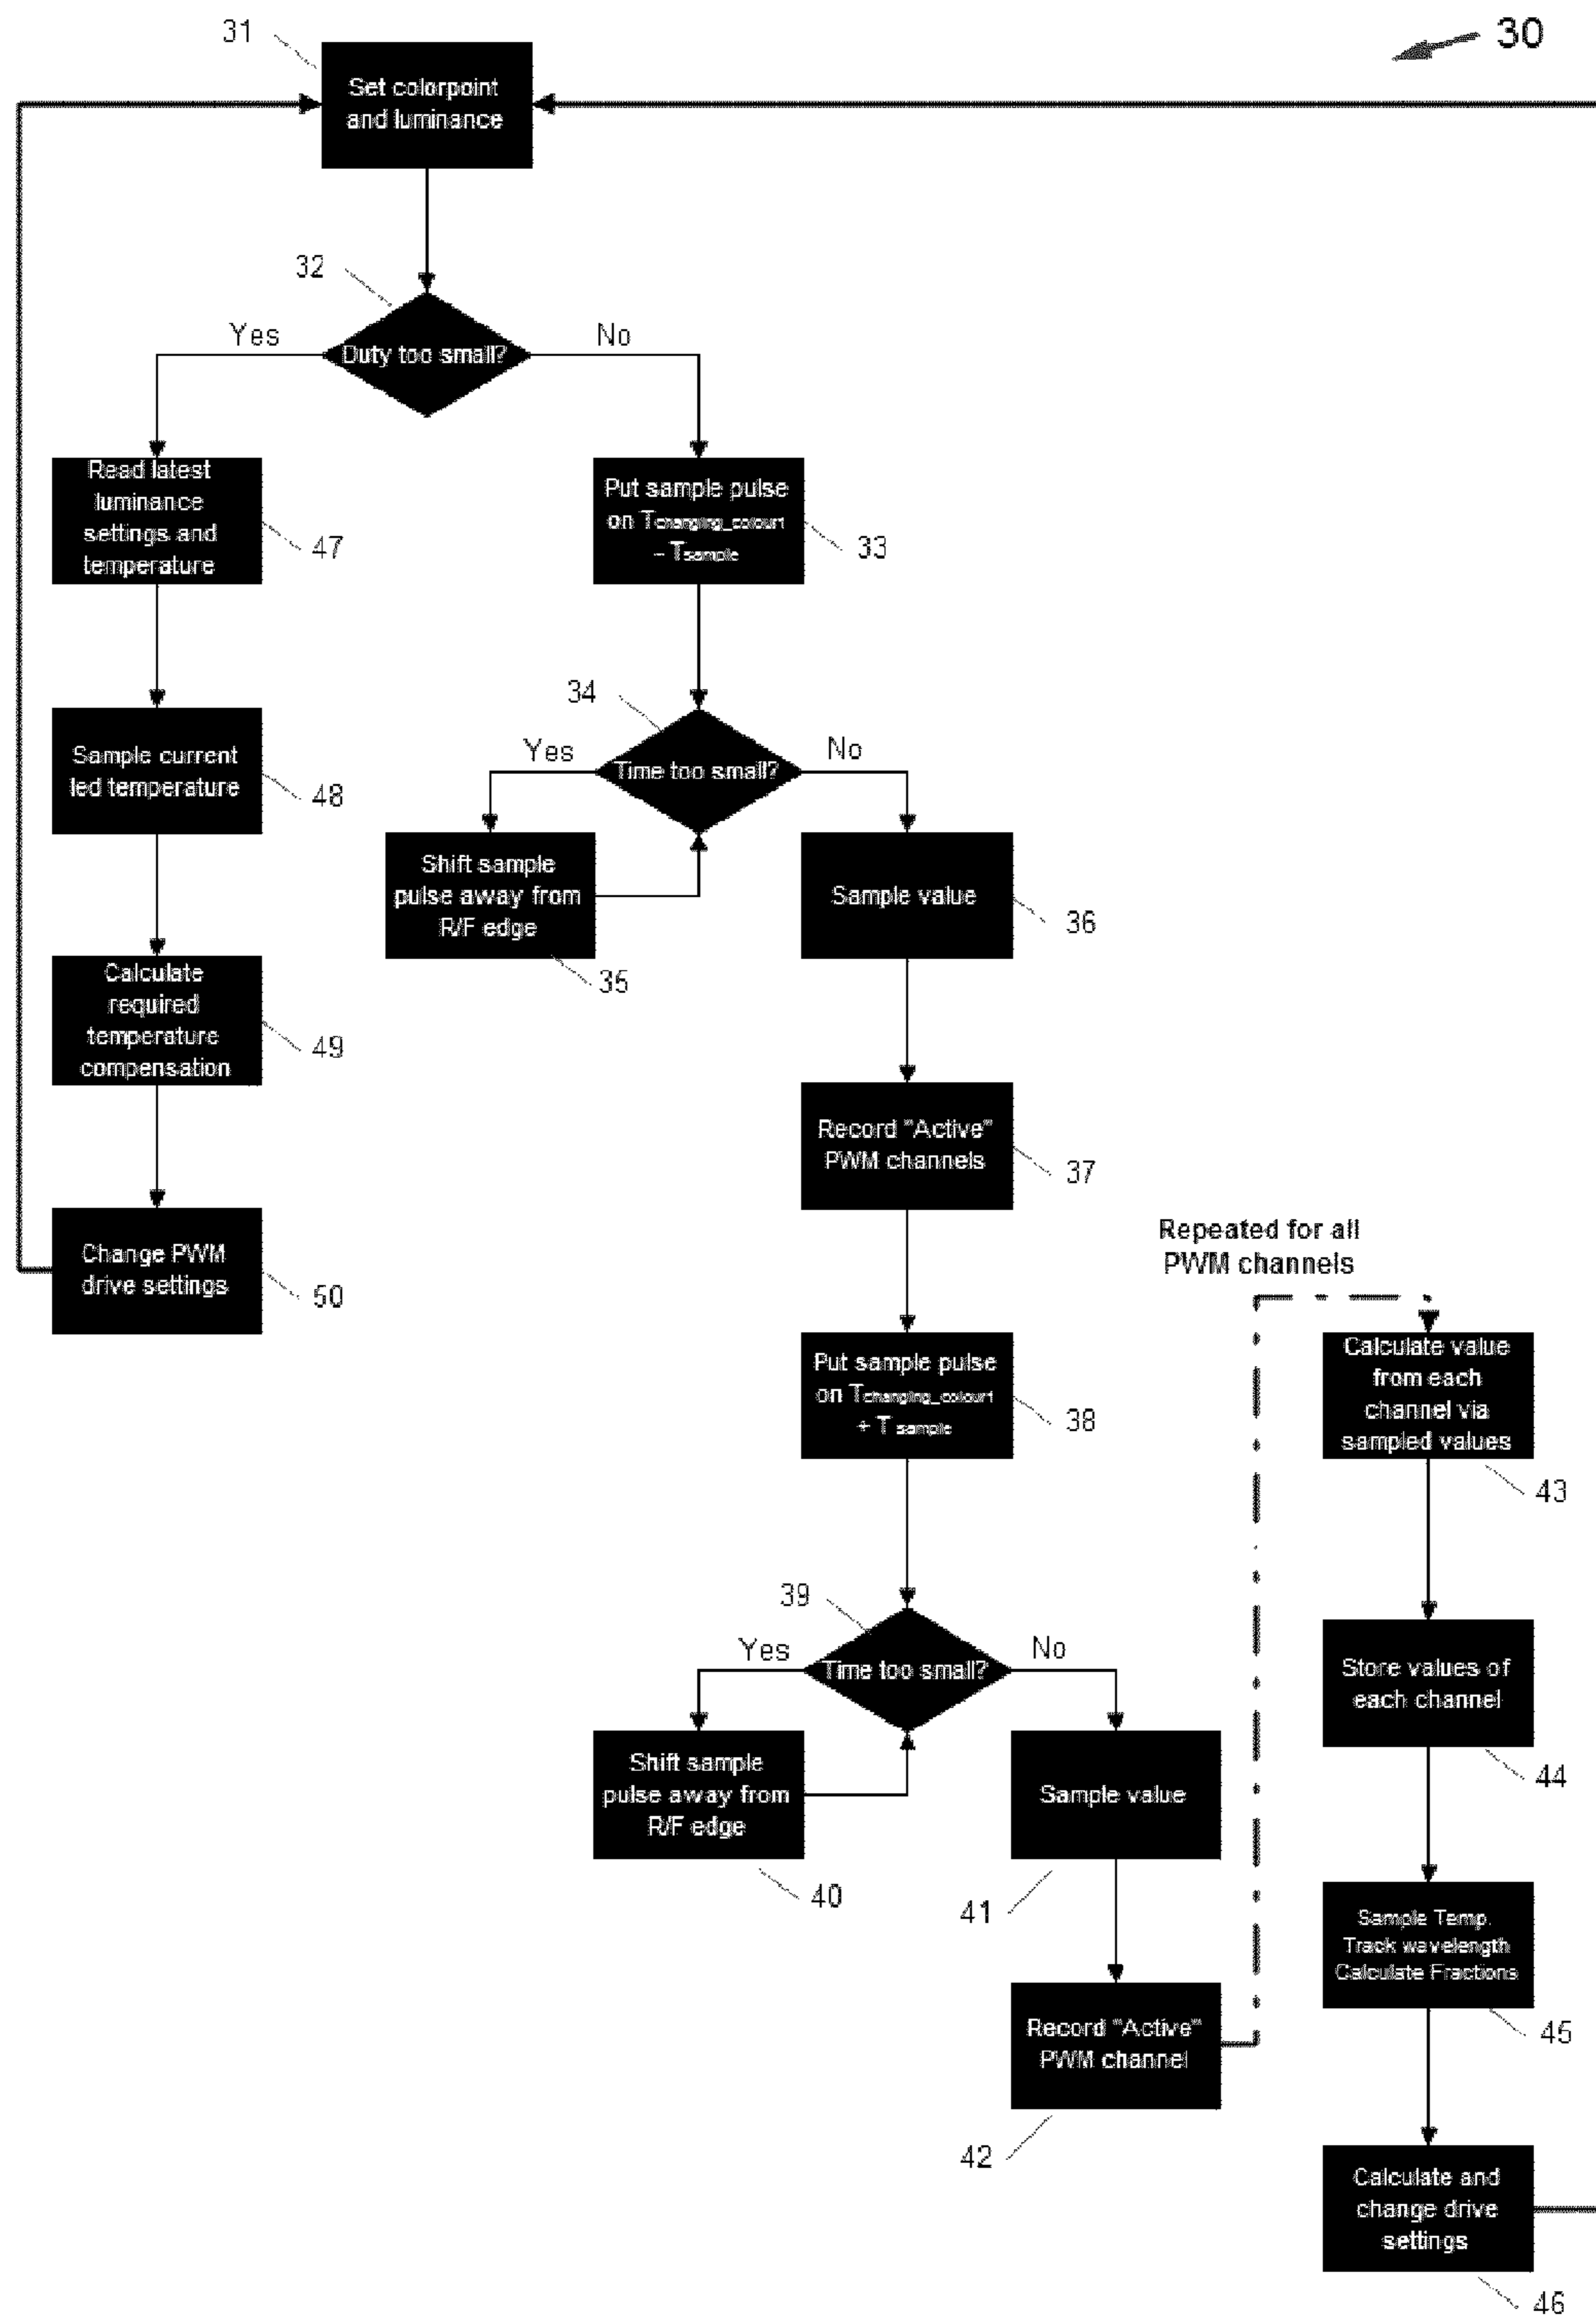 30
31
Set colorpoint
and luminance
32
Yes
No
Duty too small?
Read latest
luminance
settings and
temperature
47
Put sample pulse
on Tchanging_colour1
– Tsample
33
34
Yes
No
Time too small?
Sample current
led temperature
48
Shift sample
pulse away from
R/F edge
35
Sample value
36
Calculate
required
temperature
compensation
49
Record "Active"
PWM channels
37
Change PWM
drive settings
50
Repeated for all
PWM channels
Put sample pulse
on Tchanging_colour1
+ T sample
38
Calculate value
from each
channel via
sampled values
43
39
Yes
No
Time too small?
Store values of
each channel
44
Shift sample
pulse away from
R/F edge
40
Sample value
41
Sample Temp.
Track wavelength
Calculate Fractions
45
Record "Active"
PWM channel
42
Calculate and
change drive
settings
46